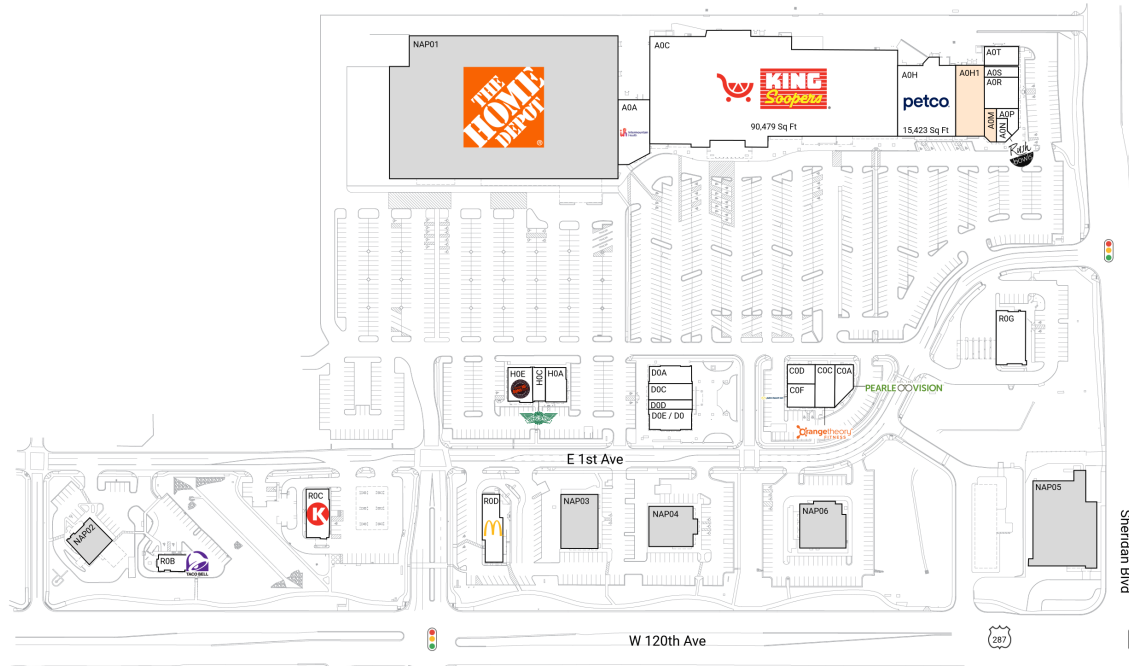 NAP01
THE
HOME
DEPOT
A0A
A0C
KING
Soopers
90,479 Sq Ft
A0H
petco
15,423 Sq Ft
A0H1
A0T
A0S
A0R
A0M
A0N
A0P
Rush
BOWLS
R0G
H0E
H0C
H0A
D0A
D0C
D0D
D0E / D0
C0D
C0F
C0C
C0A
PEARLE VISION
Orangetheory
FITNESS
E 1st Ave
NAP02
R0B
TACO BELL
R0C
K
R0D
M
NAP03
NAP04
NAP06
NAP05
Sheridan Blvd
W 120th Ave
287